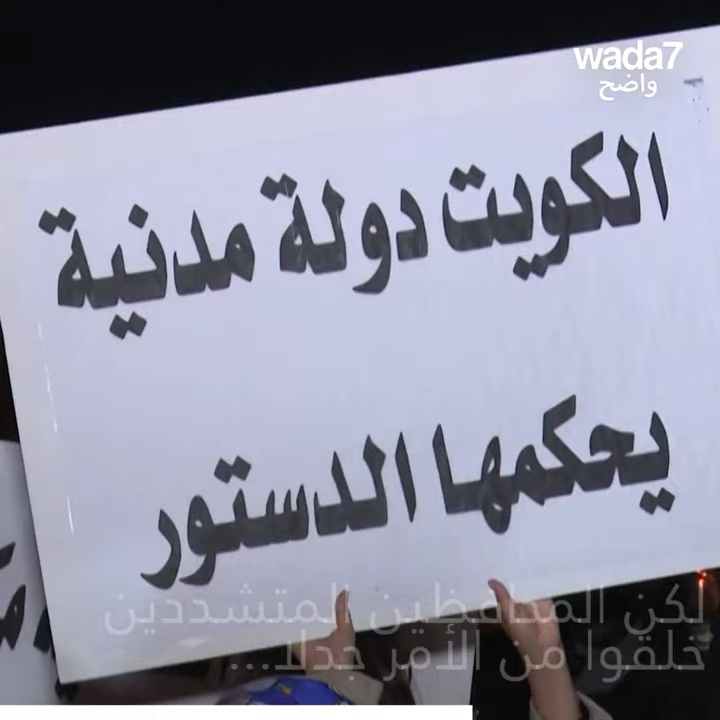 wada7
واضح
الكويت دولة مدنية
يحكمها الدستور
لكن المحافظين المتشددين
خلقوا من الأمر جدلا...